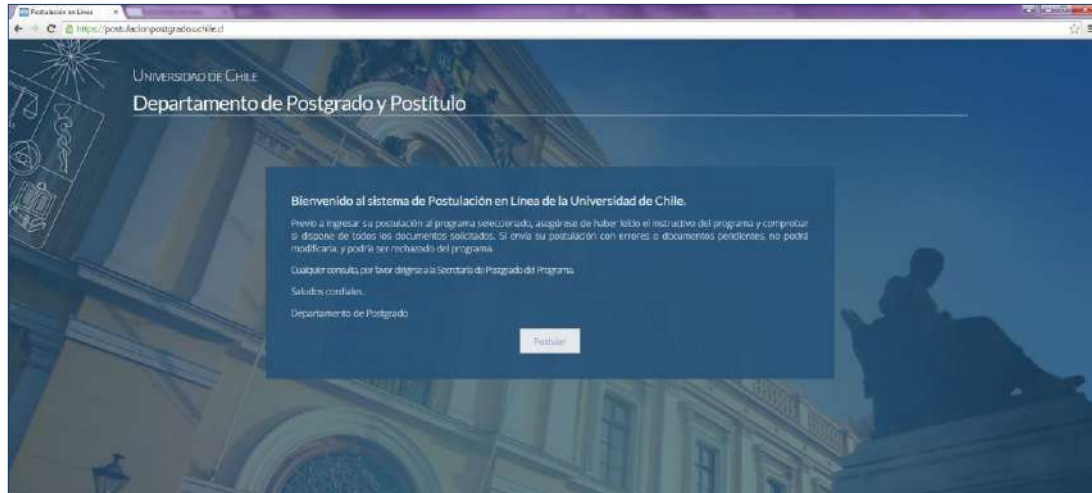 Postulación en Línea
https://postulacionpostgrado.uchile.cl
UNIVERSIDAD DE CHILE
Departamento de Postgrado y Postítulo
Bienvenido al sistema de Postulación en Línea de la Universidad de Chile.
Previo a ingresar su postulación al programa seleccionado, asegúrese de haber leído el instructivo del programa y comprobar
si dispone de todos los documentos solicitados. Si envía su postulación con errores o documentos pendientes, no podrá
modificarla, y podría ser rechazado del programa.
Cualquier consulta, por favor dirigirse a la Secretaría de Postgrado del Programa.
Saludos cordiales.
Departamento de Postgrado
Postular